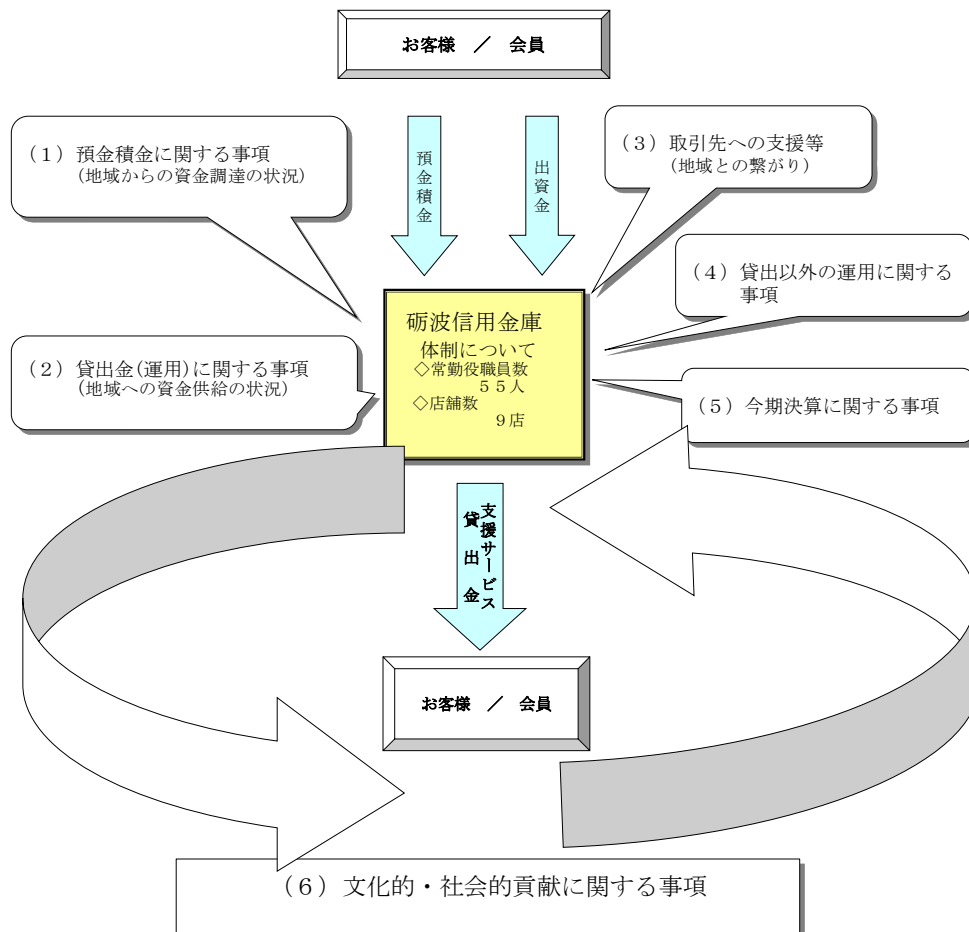 お客様 ／ 会員
（１）預金積金に関する事項
(地域からの資金調達の状況)
預金積金
出資金
（３）取引先への支援等
(地域との繋がり)
（４）貸出以外の運用に関する
事項
砺波信用金庫
体制について
◇常勤役職員数
５５人
◇店舗数
９店
（２）貸出金(運用)に関する事項
(地域への資金供給の状況)
（５）今期決算に関する事項
支援サービス
貸出金
お客様 ／ 会員
（６）文化的・社会的貢献に関する事項